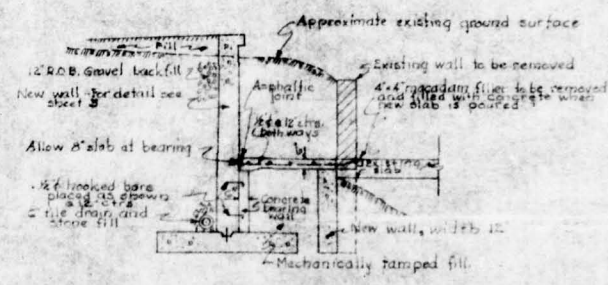 Approximate existing ground surface
Fill
Existing wall to be removed
12" R.O.B. Gravel backfill
New wall - For detail see
sheet
Asphaltic
joint
4"x4" macadam filler to be removed
and filled with concrete when
new slab is poured
12" ctrs.
both ways
Allow 8" slab at bearing
existing
slab
hooked bars
placed as shown
tile drain and
stone fill
Concrete
bearing
wall
New wall, width 12"
Mechanically tamped fill.